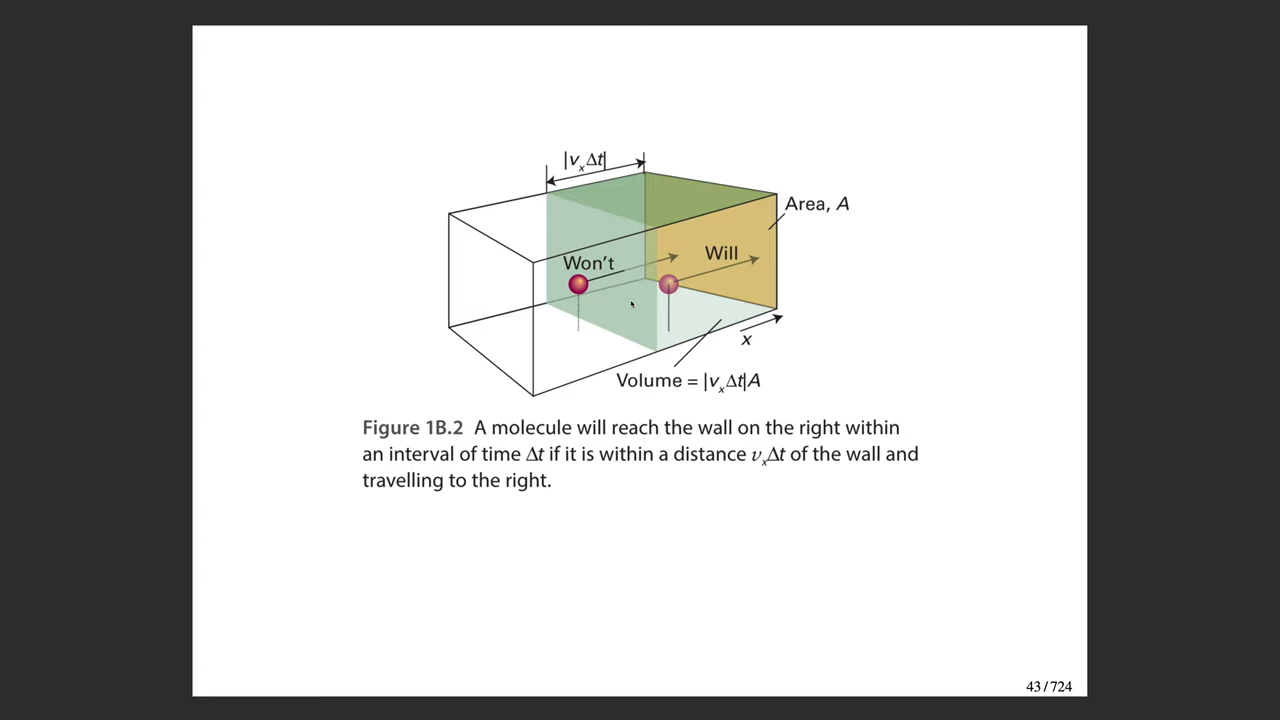 |vₓΔt|
Area, A
Won't
Will
x
Volume = |vₓΔt|A
Figure 1B.2 A molecule will reach the wall on the right within
an interval of time Δt if it is within a distance vₓΔt of the wall and
travelling to the right.
43 / 724